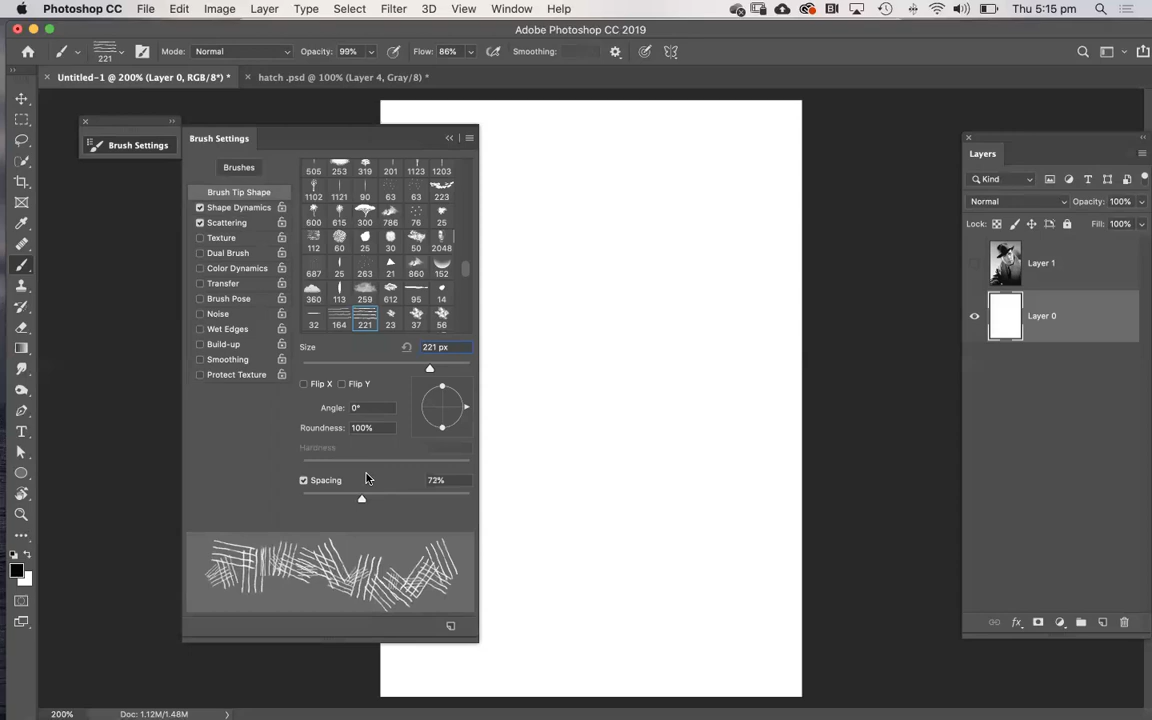 Photoshop CC File Edit Image Layer Type Select Filter 3D View Window Help Thu 5:15 pm
Adobe Photoshop CC 2019
221 Mode: Normal Opacity: 99% Flow: 86% Smoothing:
Untitled-1 @ 200% (Layer 0, RGB/8*) * hatch .psd @ 100% (Layer 4, Gray/8) *
Brush Settings
Brush Settings
Brushes
505 253 319 201 1123 1203
Brush Tip Shape
1102 1121 90 63 63 223
Shape Dynamics
Scattering
600 615 300 786 76 25
Texture
112 60 25 30 50 2048
Dual Brush
Color Dynamics
687 25 263 21 860 152
Transfer
Brush Pose
360 113 259 612 95 14
Noise
32 164 221 23 37 56
Wet Edges
Build-up
Size 221 px
Smoothing
Protect Texture
Flip X Flip Y
Angle: 0°
Roundness: 100%
Hardness
Spacing 72%
Layers
Kind
Normal Opacity: 100%
Lock: Fill: 100%
Layer 1
Layer 0
fx
200% Doc: 1.12M/1.48M